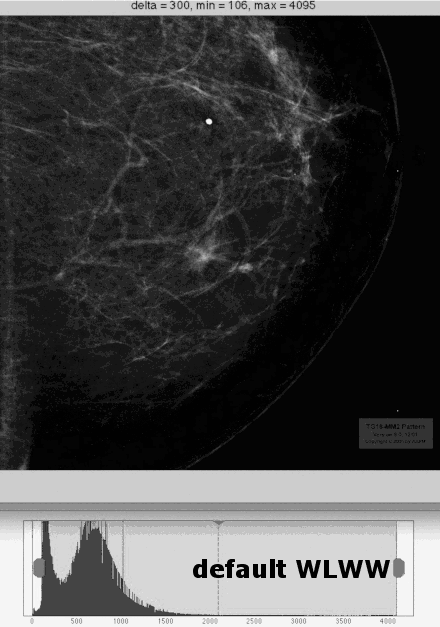 delta = 300, min = 106, max = 4095
TG18-MM2 Pattern
default WLWW
0 500 1000 1500 2000 2500 3000 3500 4000